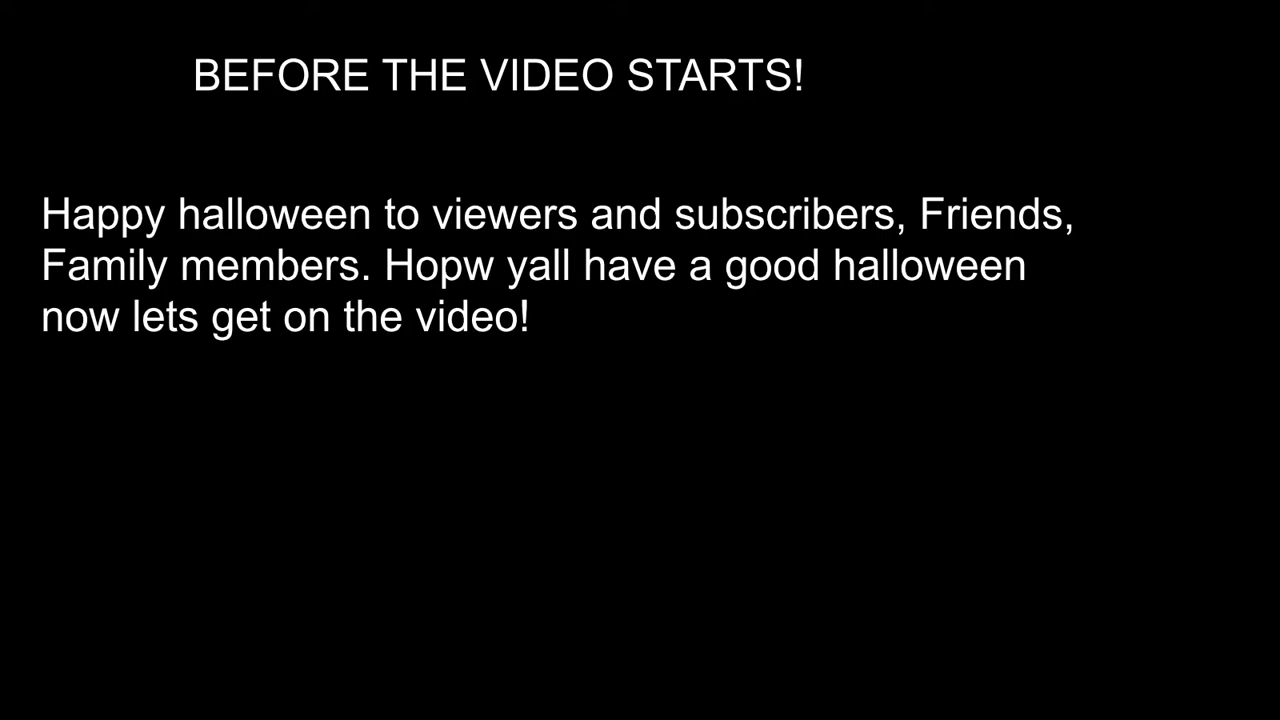 BEFORE THE VIDEO STARTS!
Happy halloween to viewers and subscribers, Friends,
Family members. Hopw yall have a good halloween
now lets get on the video!